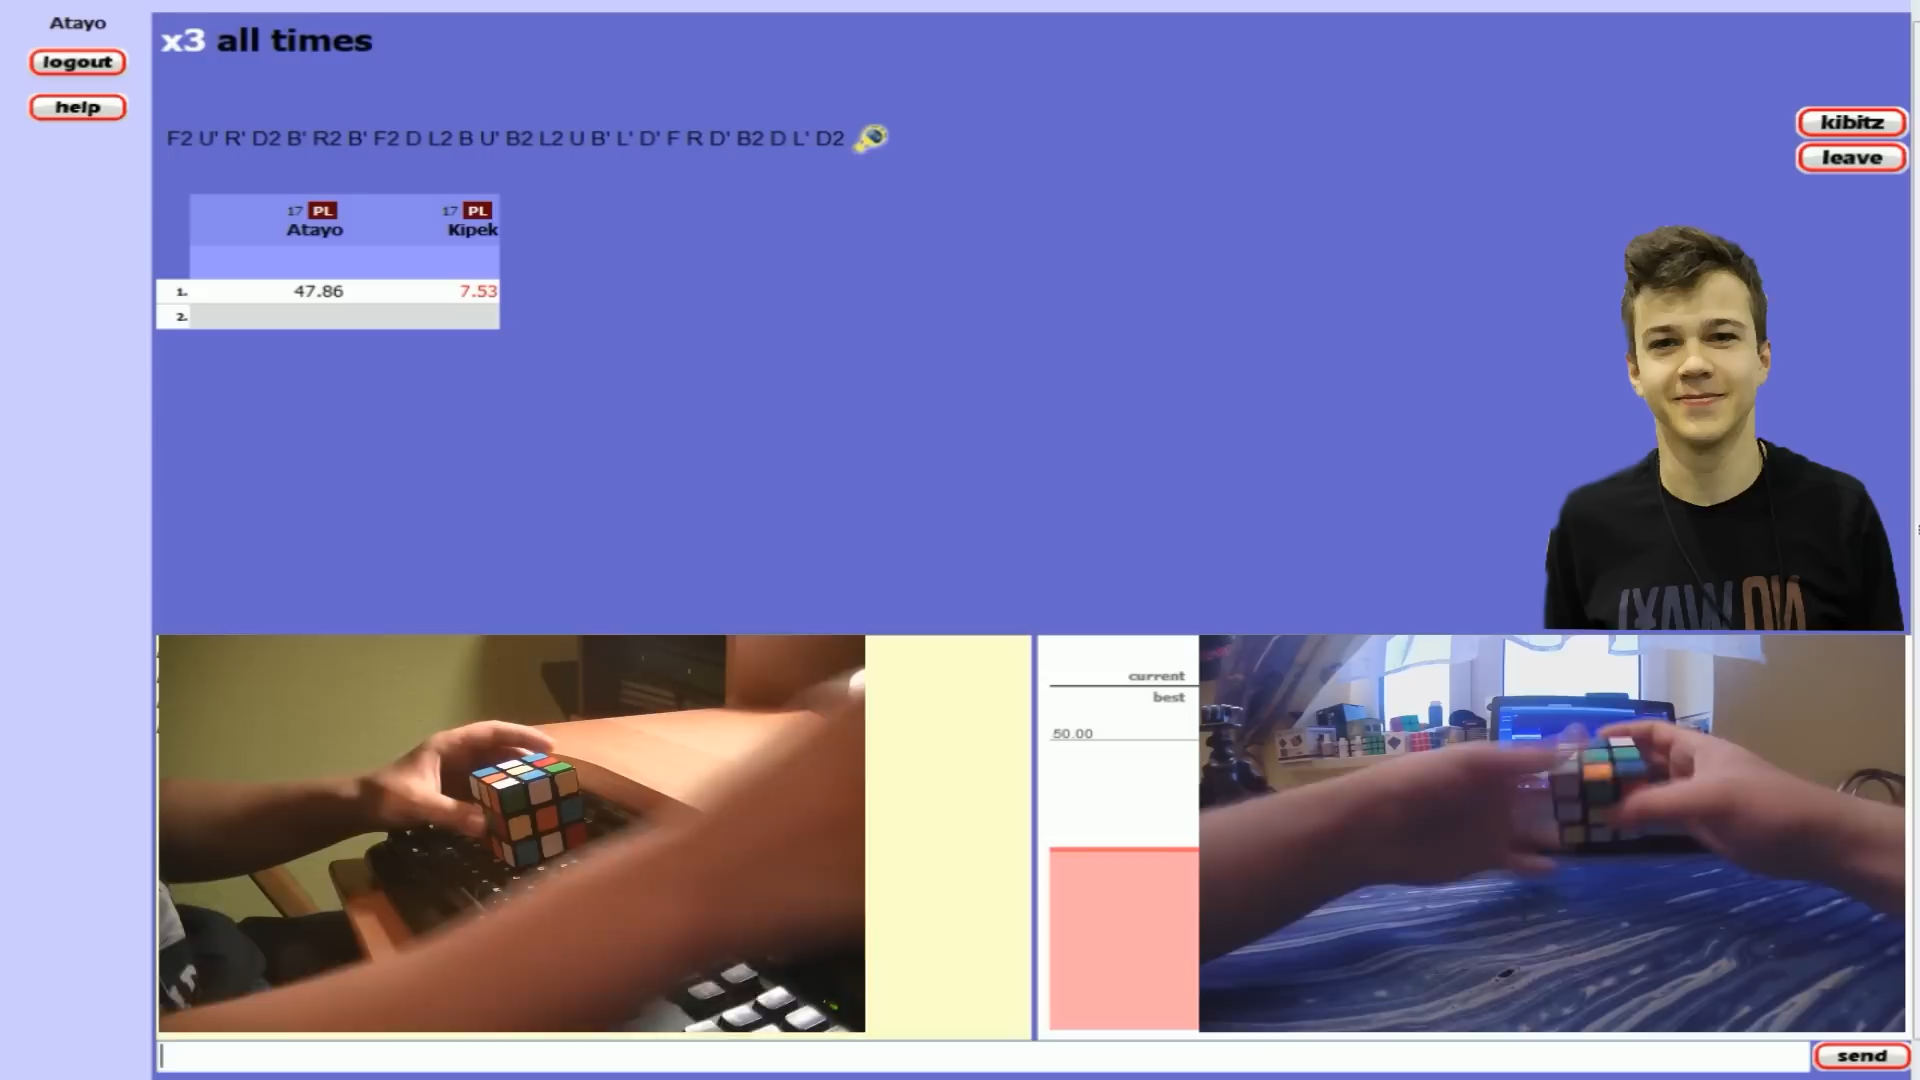 Atayo
logout
help
x3 all times
F2 U' R' D2 B' R2 B' F2 D L2 B U' B2 L2 U B' L' D' F R D' B2 D L' D2
kibitz
leave
17 PL 17 PL
Atayo Kipek
1. 47.86 7.53
2.
current
best
50.00
send